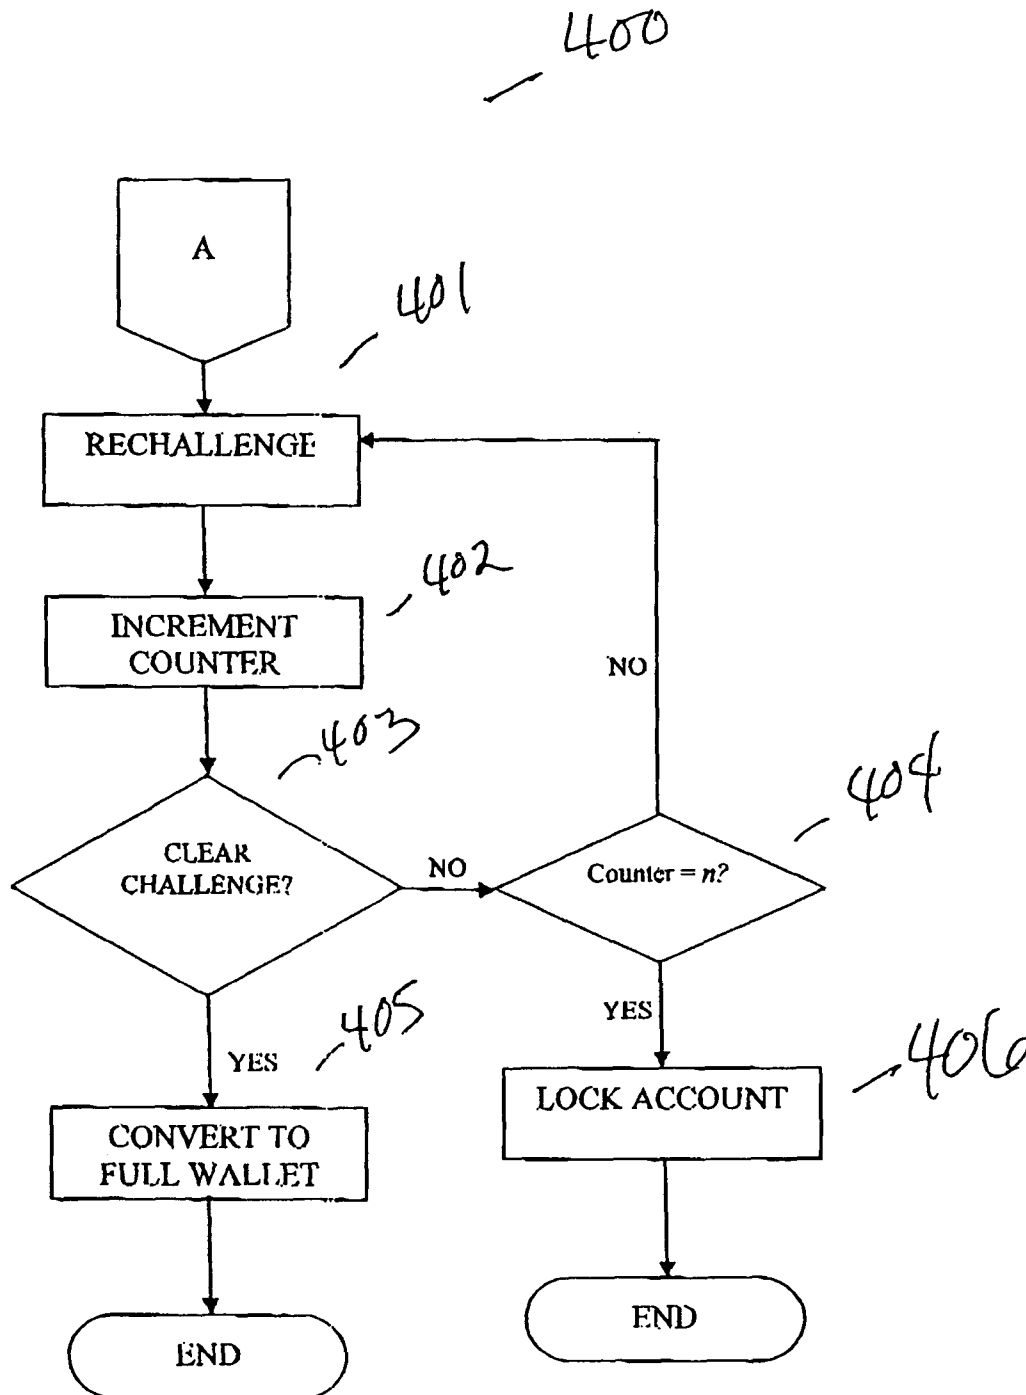 400
A
401
RECHALLENGE
402
INCREMENT
COUNTER
NO
403
404
CLEAR
CHALLENGE?
NO
Counter = n?
405
YES
YES
406
LOCK ACCOUNT
CONVERT TO
FULL WALLET
END
END